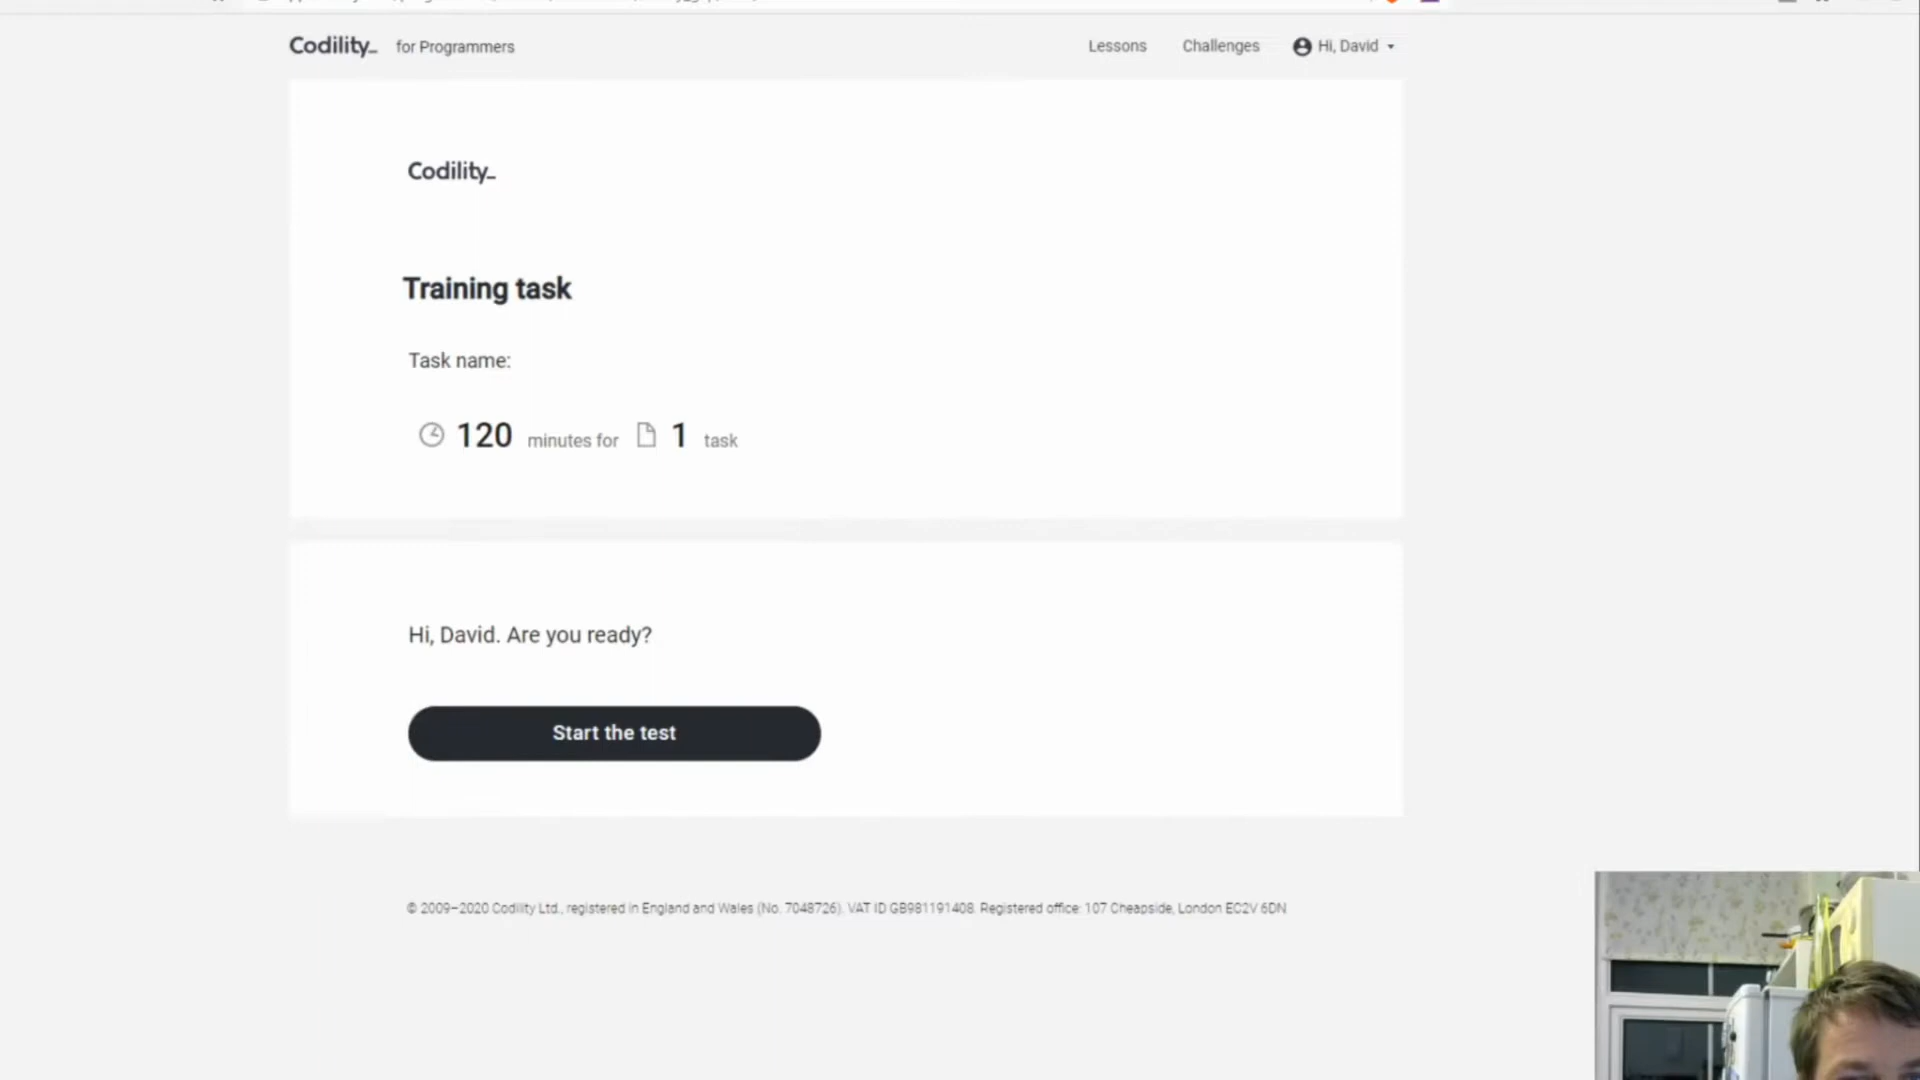 Codility_ for Programmers Lessons Challenges Hi, David
Codility_
Training task
Task name:
120 minutes for 1 task
Hi, David. Are you ready?
Start the test
© 2009–2020 Codility Ltd., registered in England and Wales (No. 7048726), VAT ID GB981191408. Registered office: 107 Cheapside, London EC2V 6DN